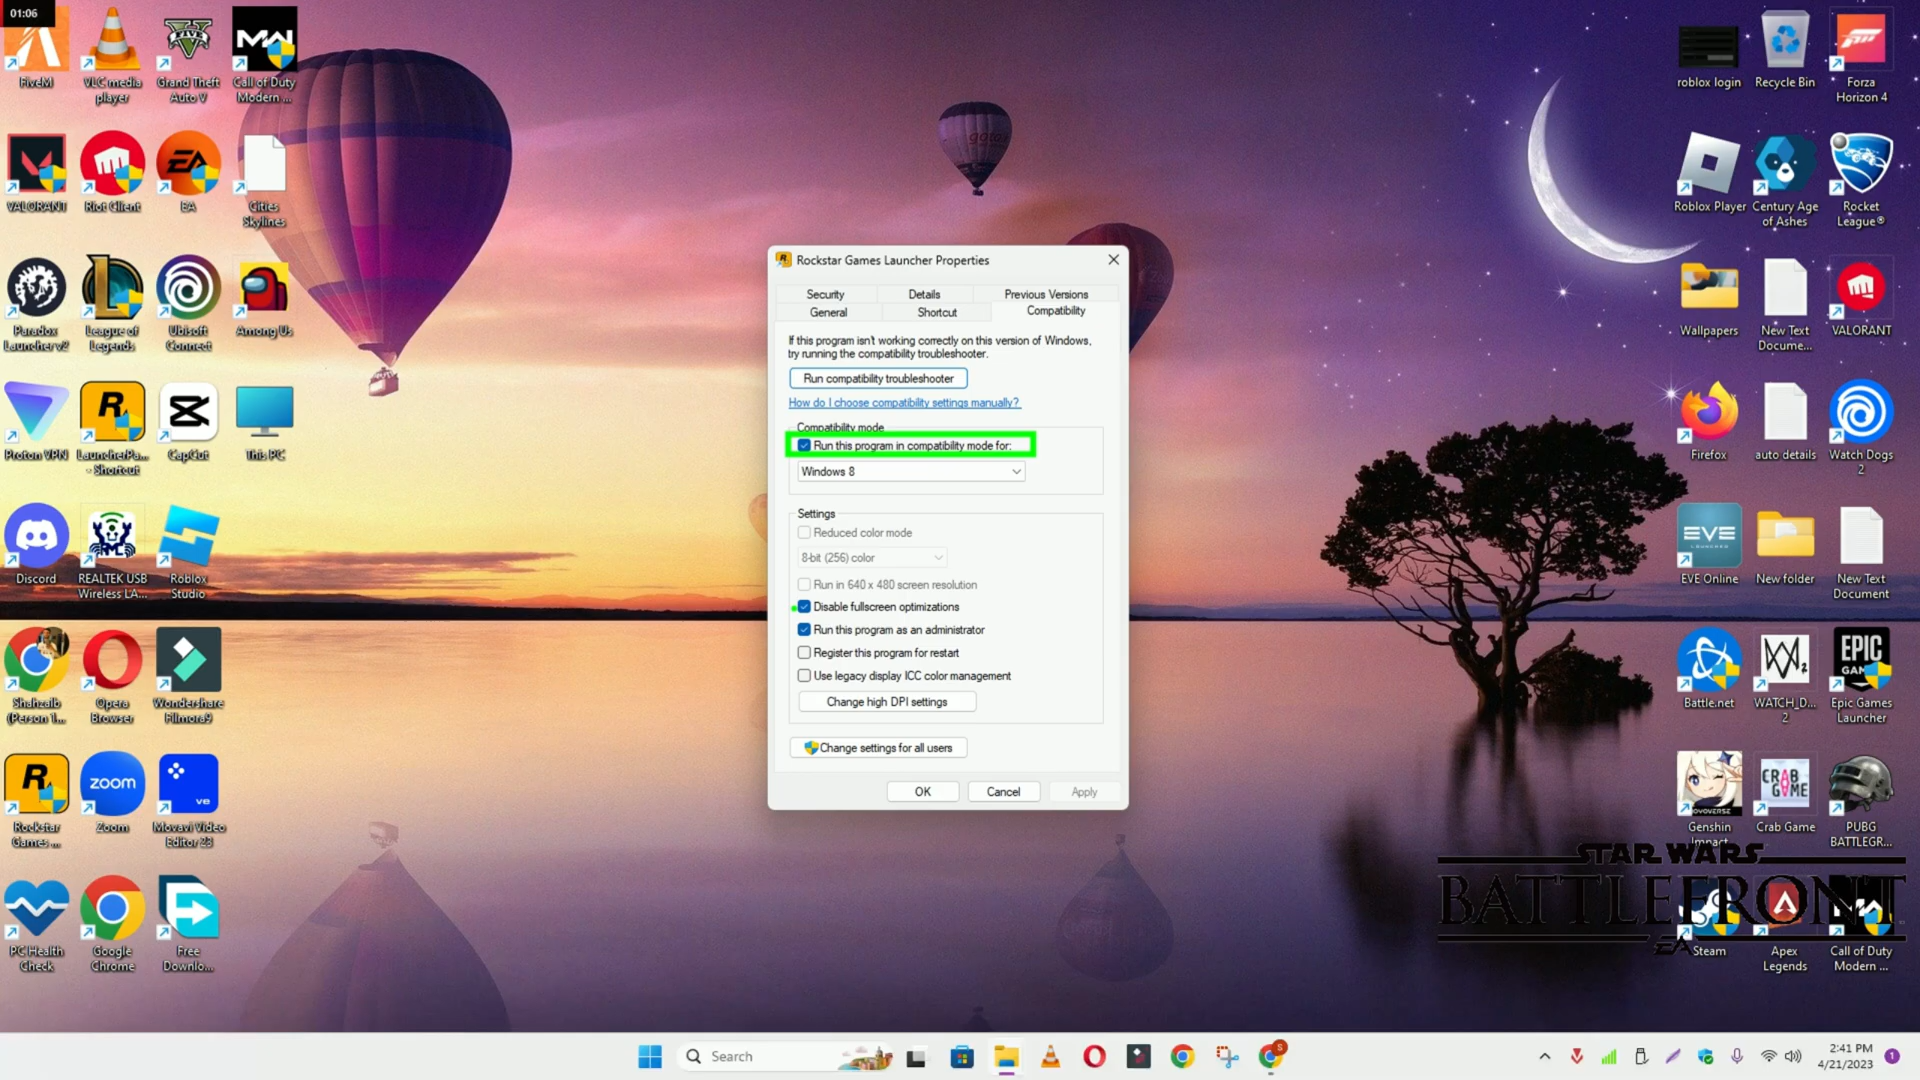 01:06
FiveM
VLC media
player
Grand Theft
Auto V
Call of Duty
Modern ...
VALORANT
Riot Client
EA
Cities
Skylines
Paradox
Launcher v2
League of
Legends
Ubisoft
Connect
Among Us
Proton VPN
LauncherPa...
- Shortcut
CapCut
This PC
Discord
REALTEK USB
Wireless LA...
Roblox
Studio
Shahzaib
(Person 1...
Opera
Browser
Wondershare
Filmora9
Rockstar
Games ...
zoom
Zoom
Movavi Video
Editor 23
PC Health
Check
Google
Chrome
Free
Downlo...
Rockstar Games Launcher Properties
Security
Details
Previous Versions
General
Shortcut
Compatibility
If this program isn't working correctly on this version of Windows,
try running the compatibility troubleshooter.
Run compatibility troubleshooter
How do I choose compatibility settings manually?
Compatibility mode
Run this program in compatibility mode for:
Windows 8
Settings
Reduced color mode
8-bit (256) color
Run in 640 x 480 screen resolution
Disable fullscreen optimizations
Run this program as an administrator
Register this program for restart
Use legacy display ICC color management
Change high DPI settings
Change settings for all users
OK
Cancel
Apply
roblox login
Recycle Bin
Forza
Horizon 4
Roblox Player
Century Age
of Ashes
Rocket
League®
Wallpapers
New Text
Docume...
VALORANT
Firefox
auto details
Watch Dogs
2
EVE
EVE Online
New folder
New Text
Document
Battle.net
WATCH_D...
2
EPIC
GAMES
Epic Games
Launcher
Genshin
Impact
CRAB
GAME
Crab Game
PUBG
BATTLEGR...
STAR WARS
BATTLEFRONT
EA
Steam
Apex
Legends
Call of Duty
Modern ...
Search
S
2:41 PM
4/21/2023
1